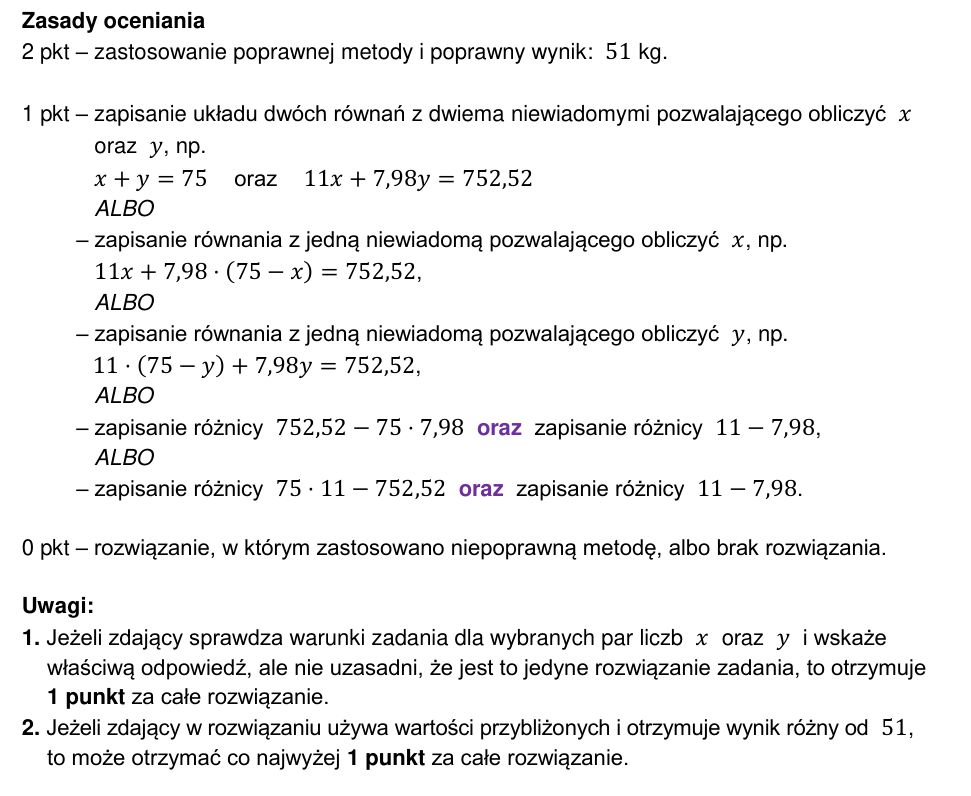 Zasady oceniania
2 pkt – zastosowanie poprawnej metody i poprawny wynik: 51 kg.
1 pkt – zapisanie układu dwóch równań z dwiema niewiadomymi pozwalającego obliczyć x
oraz y, np.
x + y = 75 oraz 11x + 7,98y = 752,52
ALBO
– zapisanie równania z jedną niewiadomą pozwalającego obliczyć x, np.
11x + 7,98 · (75 − x) = 752,52,
ALBO
– zapisanie równania z jedną niewiadomą pozwalającego obliczyć y, np.
11 · (75 − y) + 7,98y = 752,52,
ALBO
– zapisanie różnicy 752,52 − 75 · 7,98 oraz zapisanie różnicy 11 − 7,98,
ALBO
– zapisanie różnicy 75 · 11 − 752,52 oraz zapisanie różnicy 11 − 7,98.
0 pkt – rozwiązanie, w którym zastosowano niepoprawną metodę, albo brak rozwiązania.
Uwagi:
1. Jeżeli zdający sprawdza warunki zadania dla wybranych par liczb x oraz y i wskaże
właściwą odpowiedź, ale nie uzasadni, że jest to jedyne rozwiązanie zadania, to otrzymuje
1 punkt za całe rozwiązanie.
2. Jeżeli zdający w rozwiązaniu używa wartości przybliżonych i otrzymuje wynik różny od 51,
to może otrzymać co najwyżej 1 punkt za całe rozwiązanie.